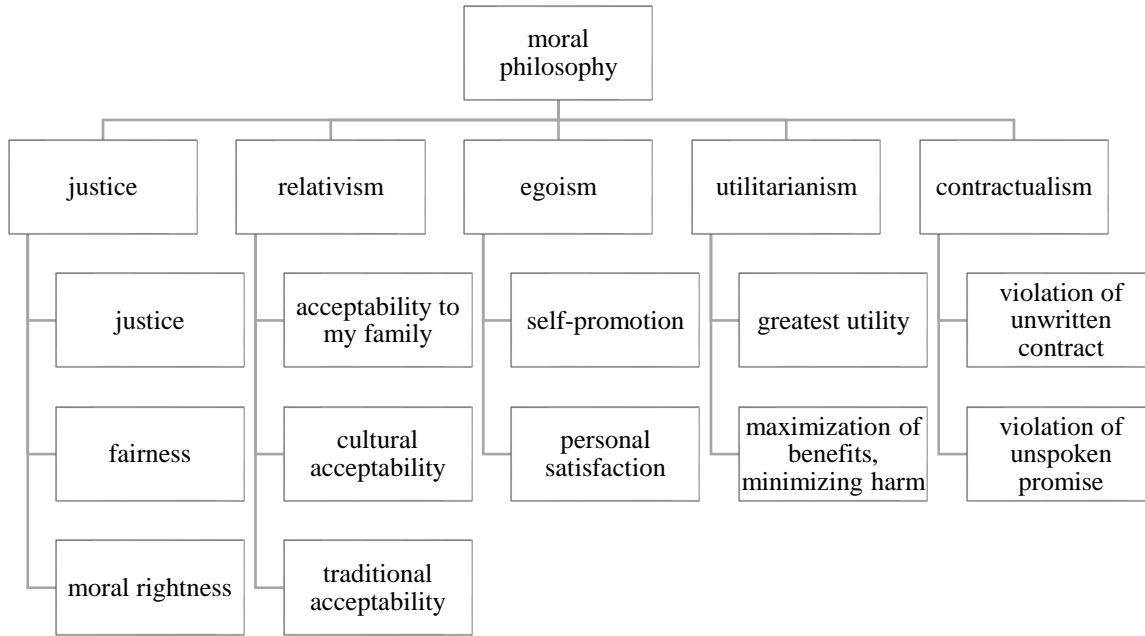 moral
philosophy
justice
relativism
egoism
utilitarianism
contractualism
justice
acceptability to
my family
self-promotion
greatest utility
violation of
unwritten
contract
fairness
cultural
acceptability
personal
satisfaction
maximization of
benefits,
minimizing harm
violation of
unspoken
promise
moral rightness
traditional
acceptability